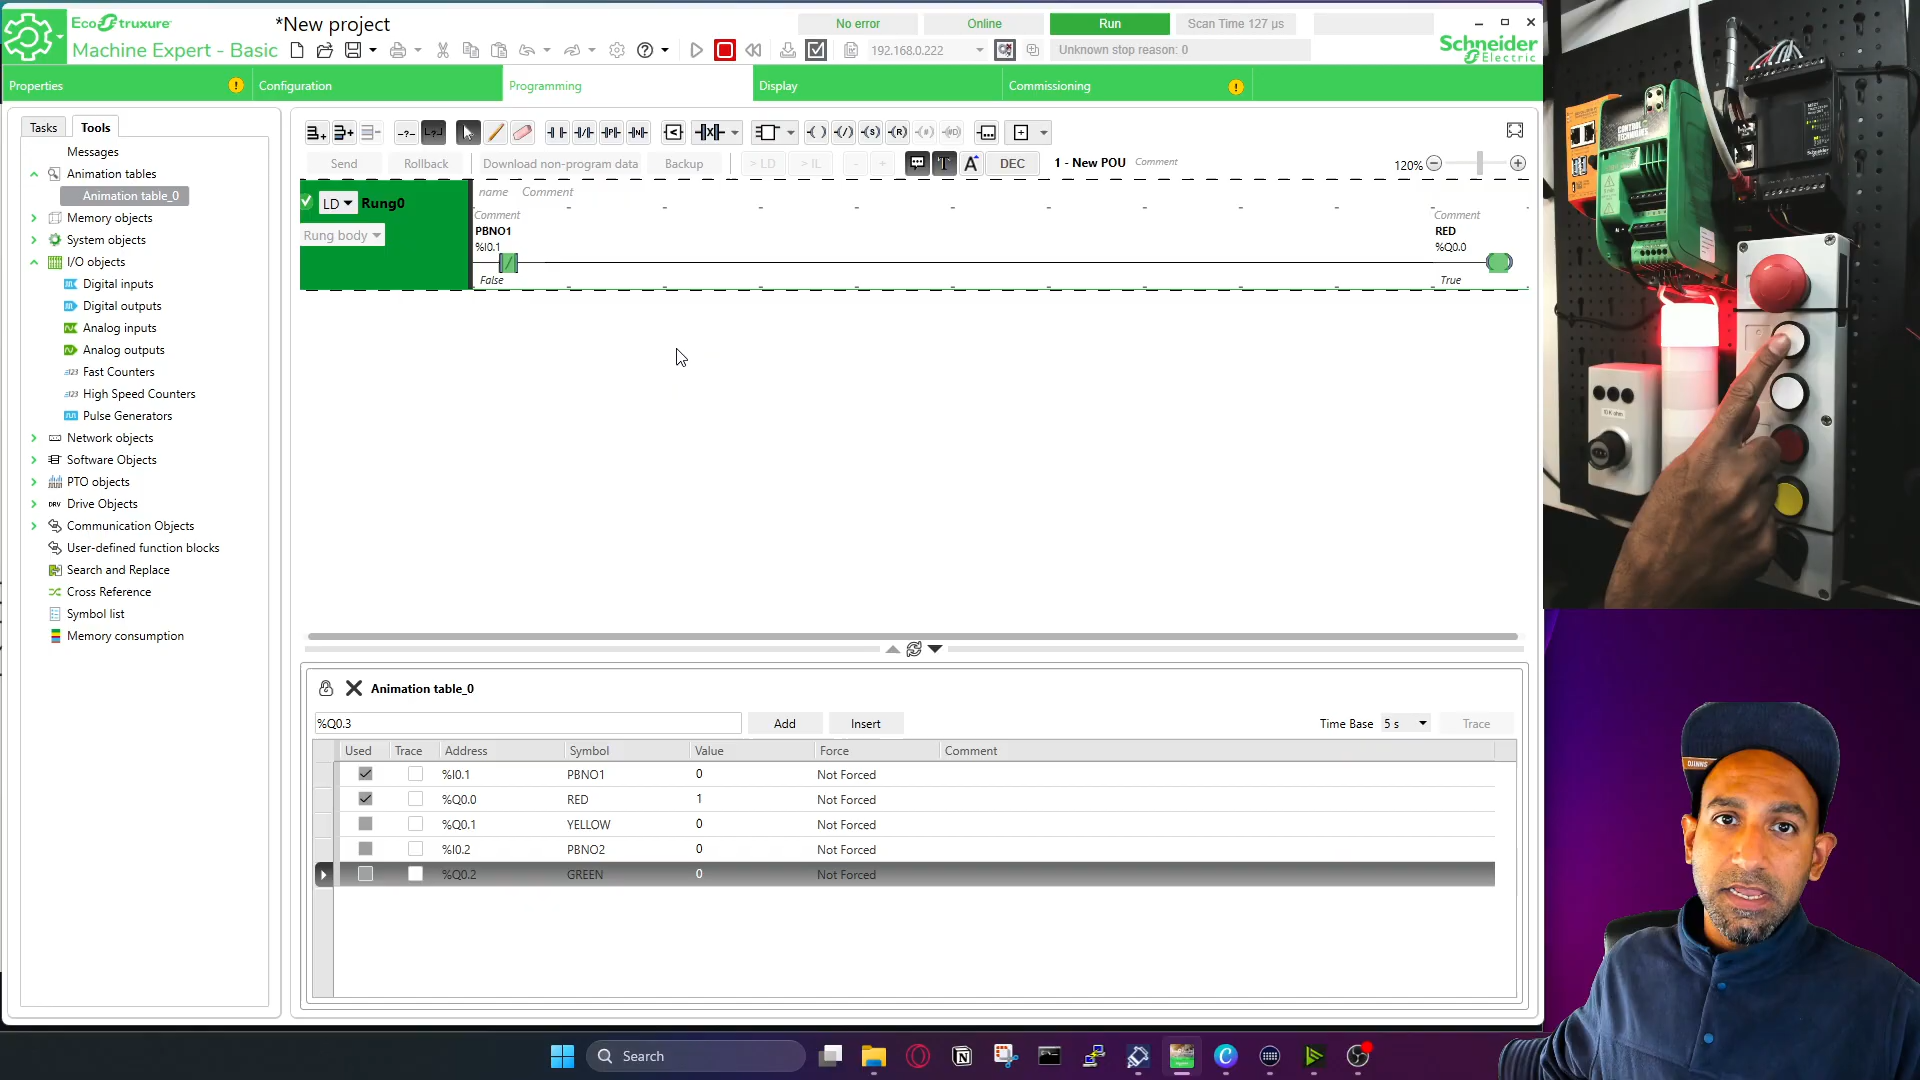 EcoStruxure
Machine Expert - Basic
*New project
No error
Online
Run
Scan Time 127 µs
192.168.0.222
Unknown stop reason: 0
Schneider
Electric
Properties
Configuration
Programming
Display
Commissioning
Tasks
Tools
Messages
Animation tables
Animation table_0
Memory objects
System objects
I/O objects
Digital inputs
Digital outputs
Analog inputs
Analog outputs
Fast Counters
High Speed Counters
Pulse Generators
Network objects
Software Objects
PTO objects
Drive Objects
Communication Objects
User-defined function blocks
Search and Replace
Cross Reference
Symbol list
Memory consumption
Send
Rollback
Download non-program data
Backup
> LD
> IL
DEC
1 - New POU
Comment
120%
LD
Rung0
Rung body
name Comment
Comment
PBNO1
%I0.1
False
Comment
RED
%Q0.0
True
Animation table_0
%Q0.3
Add
Insert
Time Base
5 s
Trace
Used Trace Address Symbol Value Force Comment
%I0.1 PBNO1 0 Not Forced
%Q0.0 RED 1 Not Forced
%Q0.1 YELLOW 0 Not Forced
%I0.2 PBNO2 0 Not Forced
%Q0.2 GREEN 0 Not Forced
Search
10 K ohm